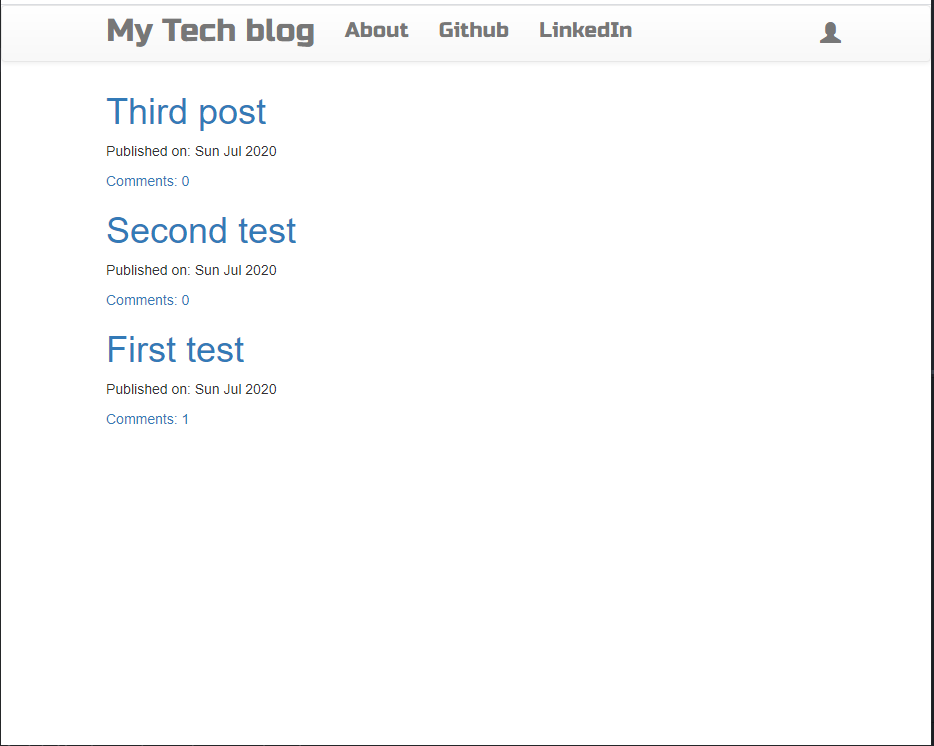 My Tech blog About Github LinkedIn
Third post
Published on: Sun Jul 2020
Comments: 0
Second test
Published on: Sun Jul 2020
Comments: 0
First test
Published on: Sun Jul 2020
Comments: 1